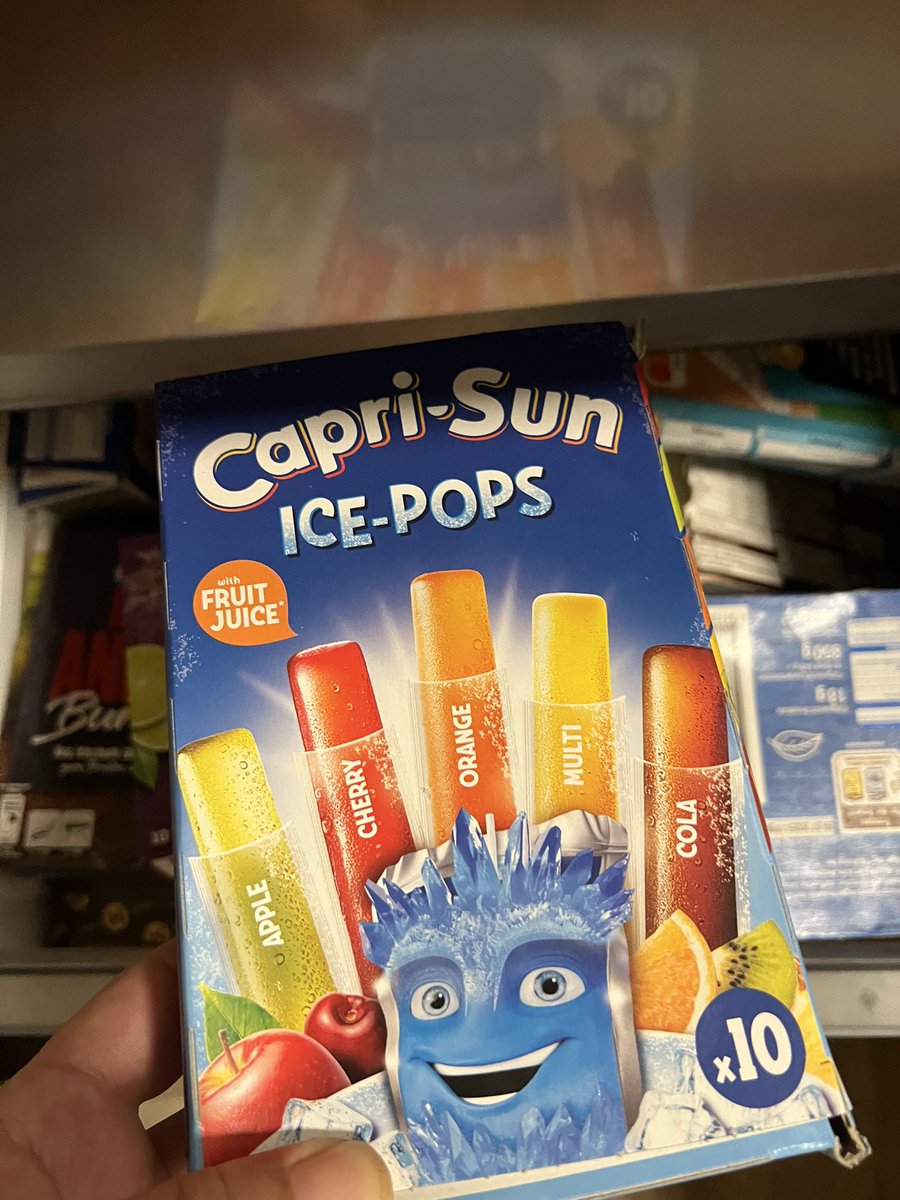 Capri-Sun
ICE-POPS
with
FRUIT
JUICE*
APPLE
CHERRY
ORANGE
MULTI
COLA
x10